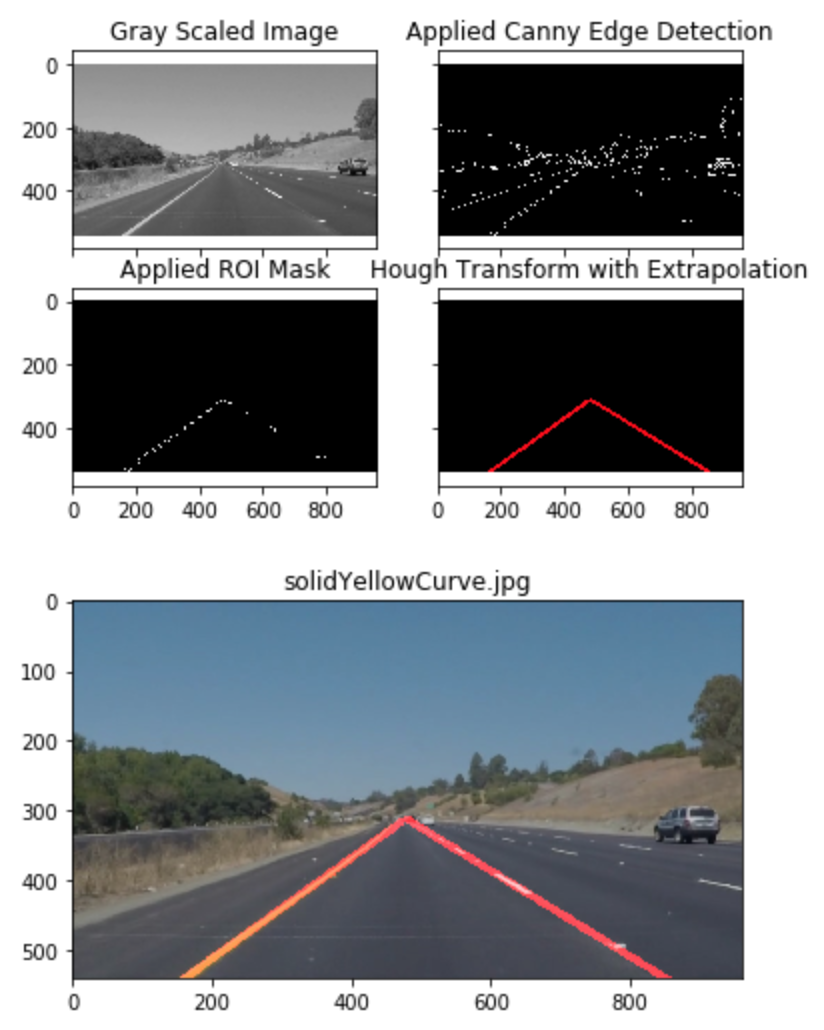 Gray Scaled Image
Applied Canny Edge Detection
0
200
400
Applied ROI Mask
Hough Transform with Extrapolation
0
200
400
0 200 400 600 800
0 200 400 600 800
solidYellowCurve.jpg
0
100
200
300
400
500
0 200 400 600 800